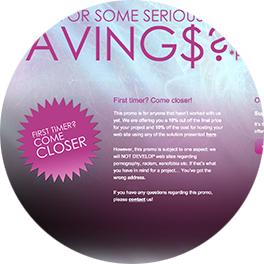 FOR SOME SERIOUS
AVING$?
FIRST TIMER?
COME
CLOSER
First timer? Come closer!
This promo is for anyone that hasn't worked with us
yet. We are offering you a 10% out of the final price
for your project and 10% of the cost for hosting your
web site using any of the solution presented here.
However, this promo is subject to one aspect: we
will NOT DEVELOP web sites regarding
pornography, racism, xenofobia etc. If that's what
you have in mind for a project... You've got the
wrong address.
If you have any questions regarding this promo,
please contact us!